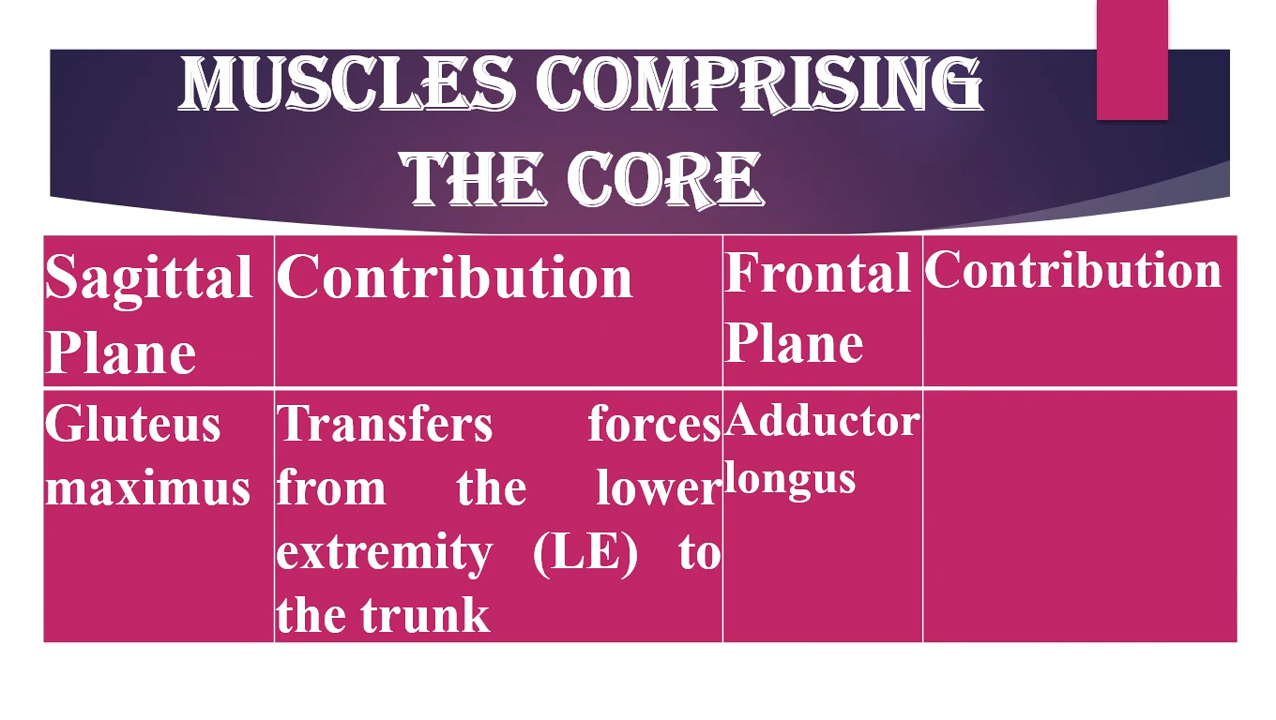 MUSCLES COMPRISING
THE CORE
Sagittal
Plane
Contribution
Frontal
Plane
Contribution
Gluteus
maximus
Transfers forces
from the lower
extremity (LE) to
the trunk
Adductor
longus